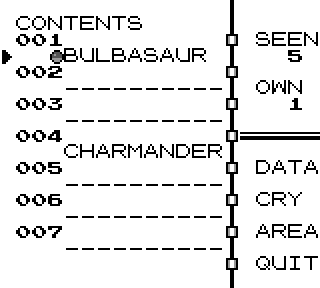 CONTENTS
001
BULBASAUR
002
----------
003
----------
004
CHARMANDER
005
----------
006
----------
007
----------
SEEN
5
OWN
1
DATA
CRY
AREA
QUIT